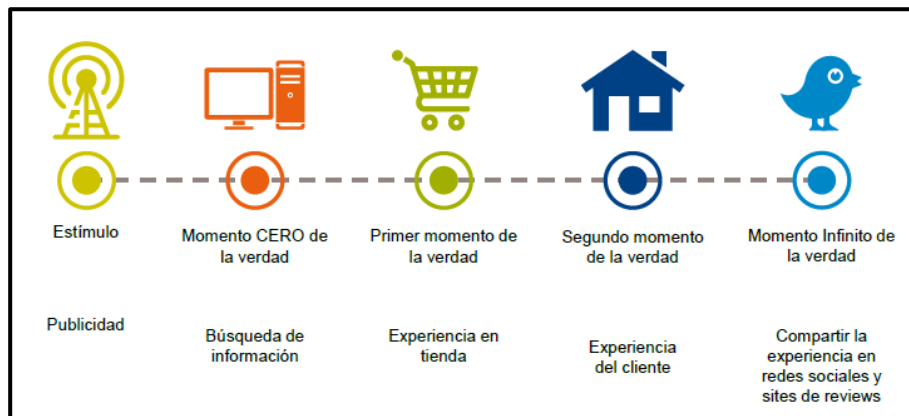 Estímulo
Momento CERO de
la verdad
Primer momento de
la verdad
Segundo momento
de la verdad
Momento Infinito de
la verdad
Publicidad
Búsqueda de
información
Experiencia en
tienda
Experiencia
del cliente
Compartir la
experiencia en
redes sociales y
sites de reviews